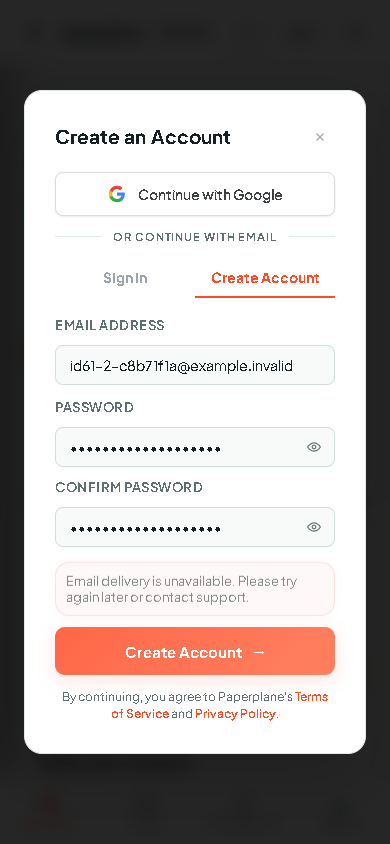 Create an Account
×
Continue with Google
OR CONTINUE WITH EMAIL
Sign In
Create Account
EMAIL ADDRESS
id61-2-c8b71f1a@example.invalid
PASSWORD
••••••••••••••••••
CONFIRM PASSWORD
••••••••••••••••••
Email delivery is unavailable. Please try
again later or contact support.
Create Account →
By continuing, you agree to Paperplane's Terms
of Service and Privacy Policy.